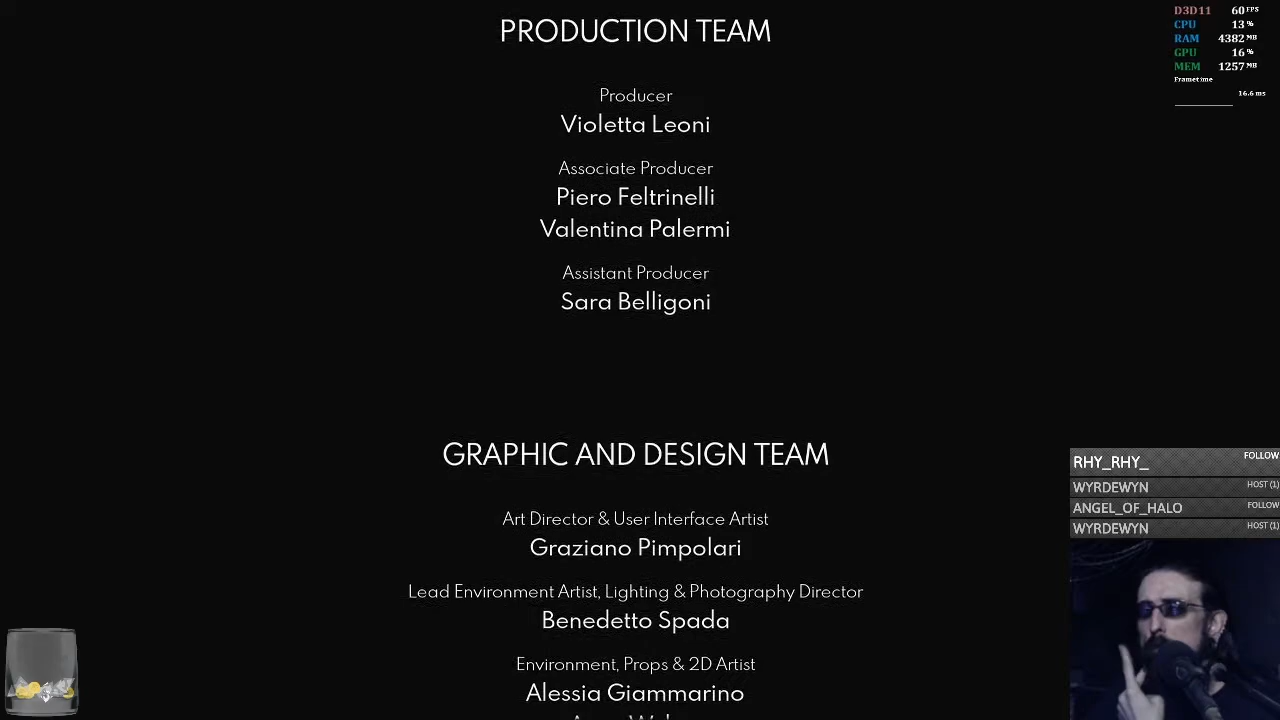 PRODUCTION TEAM
Producer
Violetta Leoni
Associate Producer
Piero Feltrinelli
Valentina Palermi
Assistant Producer
Sara Belligoni
GRAPHIC AND DESIGN TEAM
Art Director & User Interface Artist
Graziano Pimpolari
Lead Environment Artist, Lighting & Photography Director
Benedetto Spada
Environment, Props & 2D Artist
Alessia Giammarino
D3D11 60 FPS
CPU 13 %
RAM 4382 MB
GPU 16 %
MEM 1257 MB
Frametime
16.6 ms
RHY_RHY_ FOLLOW
WYRDEWYN HOST (1)
ANGEL_OF_HALO FOLLOW
WYRDEWYN HOST (1)